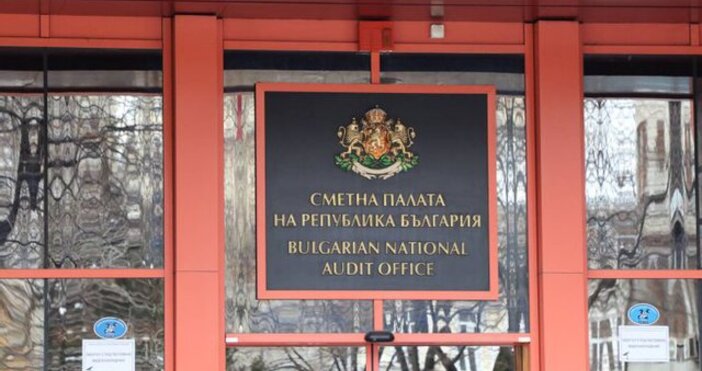 СМЕТНА ПАЛАТА
НА РЕПУБЛИКА БЪЛГАРИЯ
BULGARIAN NATIONAL
AUDIT OFFICE